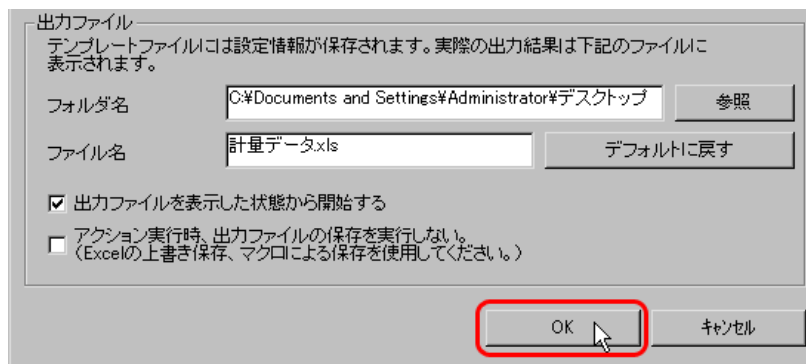 出力ファイル
テンプレートファイルには設定情報が保存されます。実際の出力結果は下記のファイルに
表示されます。
フォルダ名
C:¥Documents and Settings¥Administrator¥デスクトップ
参照
ファイル名
計量データ.xls
デフォルトに戻す
出力ファイルを表示した状態から開始する
アクション実行時、出力ファイルの保存を実行しない。
（Excelの上書き保存、マクロによる保存を使用してください。）
OK
キャンセル